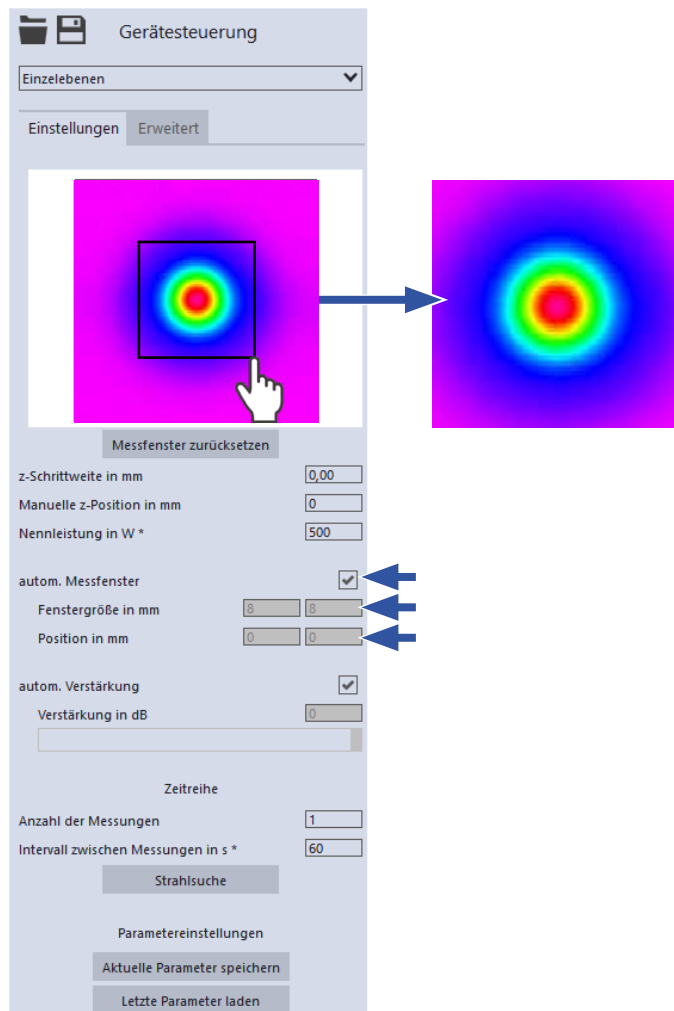 Gerätesteuerung
Einzelebenen
Einstellungen Erweitert
Messfenster zurücksetzen
z-Schrittweite in mm 0,00
Manuelle z-Position in mm 0
Nennleistung in W * 500
autom. Messfenster
Fenstergröße in mm 8 8
Position in mm 0 0
autom. Verstärkung
Verstärkung in dB 0
Zeitreihe
Anzahl der Messungen 1
Intervall zwischen Messungen in s * 60
Strahlsuche
Parametereinstellungen
Aktuelle Parameter speichern
Letzte Parameter laden